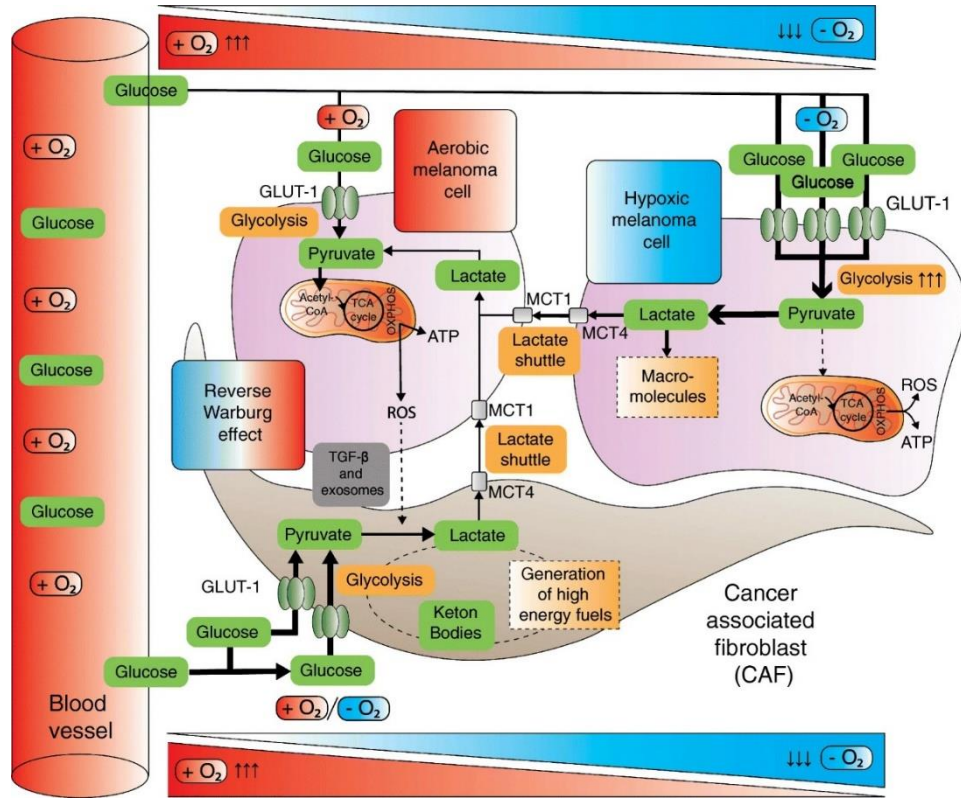 + O₂ ↑↑↑
↓↓↓ - O₂
Glucose
+ O₂
- O₂
+ O₂
Glucose
Aerobic
melanoma
cell
Hypoxic
melanoma
cell
Glucose
Glucose
Glucose
GLUT-1
GLUT-1
Glucose
Glycolysis
Pyruvate
Lactate
Glycolysis ↑↑↑
+ O₂
Acetyl-
CoA
TCA
cycle
OXPHOS
ATP
MCT1
MCT4
Lactate
Pyruvate
Lactate
shuttle
Macro-
molecules
Glucose
Reverse
Warburg
effect
ROS
MCT1
Acetyl-
CoA
TCA
cycle
OXPHOS
ROS
ATP
+ O₂
TGF-β
and
exosomes
Lactate
shuttle
MCT4
Glucose
Pyruvate
Lactate
+ O₂
GLUT-1
Glycolysis
Generation
of high
energy fuels
Keton
Bodies
Cancer
associated
fibroblast
(CAF)
Glucose
Glucose
Glucose
+ O₂ / - O₂
Blood
vessel
+ O₂ ↑↑↑
↓↓↓ - O₂